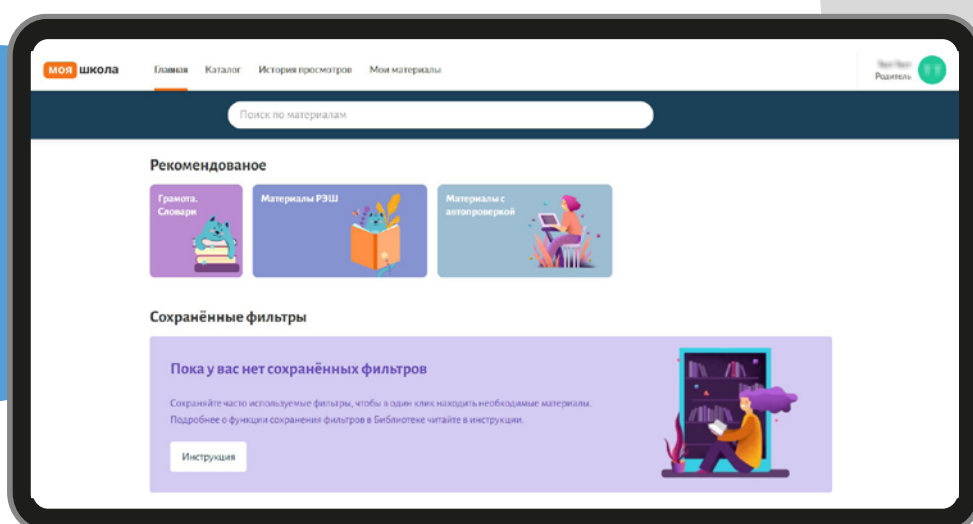 моя школа
Главная Каталог История просмотров Мои материалы
Родитель
Поиск по материалам
Рекомендованое
Грамота.
Словари
Материалы РЭШ
Материалы с
автопроверкой
Сохранённые фильтры
Пока у вас нет сохранённых фильтров
Сохраняйте часто используемые фильтры, чтобы в один клик находить необходимые материалы.
Подробнее о функции сохранения фильтров в Библиотеке читайте в инструкции.
Инструкция